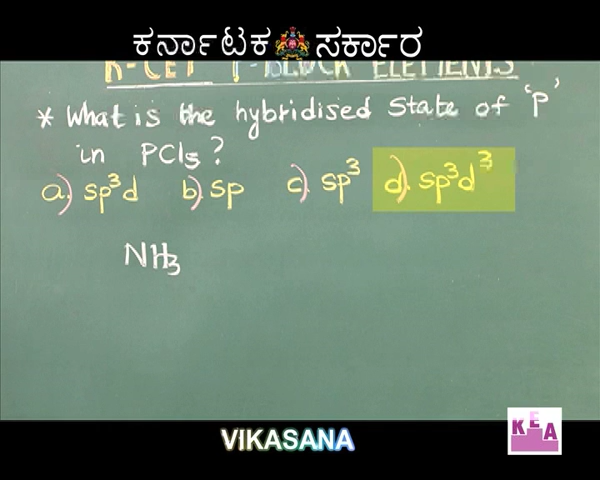 ಕರ್ನಾಟಕ ಸರ್ಕಾರ
K-CET P-BLOCK ELEMENTS
* What is the hybridised State of 'P'
in PCl5 ?
a) sp³d b) sp c) sp³ d) sp³d³
NH3
KEA
VIKASANA